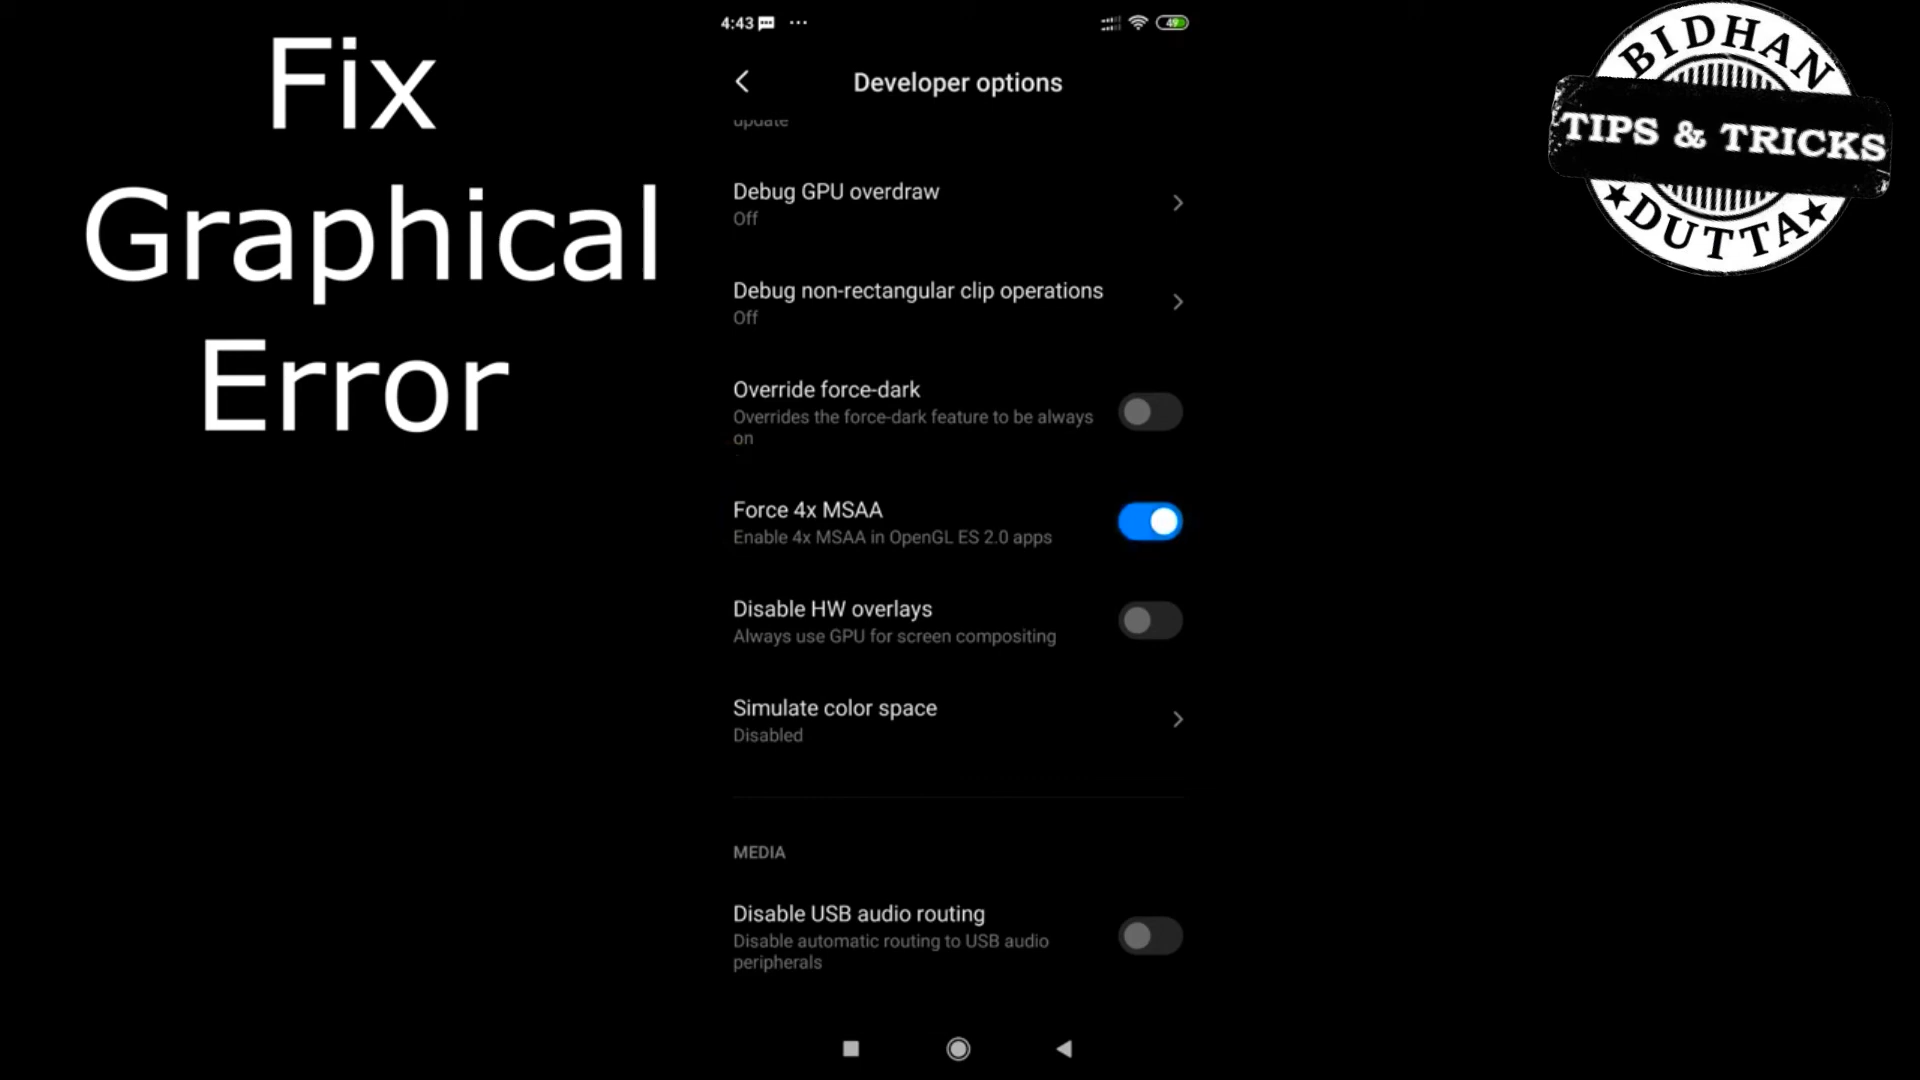 Fix
Graphical
Error
4:43
49
Developer options
update
Debug GPU overdraw
Off
Debug non-rectangular clip operations
Off
Override force-dark
Overrides the force-dark feature to be always
on
Force 4x MSAA
Enable 4x MSAA in OpenGL ES 2.0 apps
Disable HW overlays
Always use GPU for screen compositing
Simulate color space
Disabled
MEDIA
Disable USB audio routing
Disable automatic routing to USB audio
peripherals
BIDHAN
TIPS & TRICKS
DUTTA